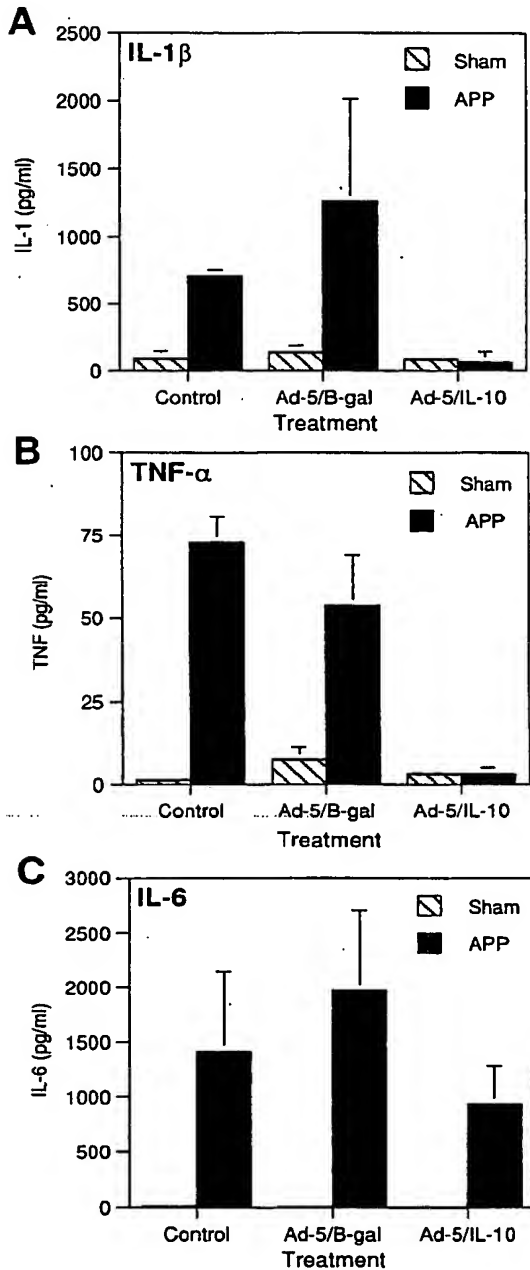 A
IL-1β
Sham
APP
2500
2000
1500
1000
500
0
IL-1 (pg/ml)
Control Ad-5/B-gal Ad-5/IL-10
Treatment
B
TNF-α
Sham
APP
100
75
50
25
0
TNF (pg/ml)
Control Ad-5/B-gal Ad-5/IL-10
Treatment
C
IL-6
Sham
APP
3000
2500
2000
1500
1000
500
0
IL-6 (pg/ml)
Control Ad-5/B-gal Ad-5/IL-10
Treatment